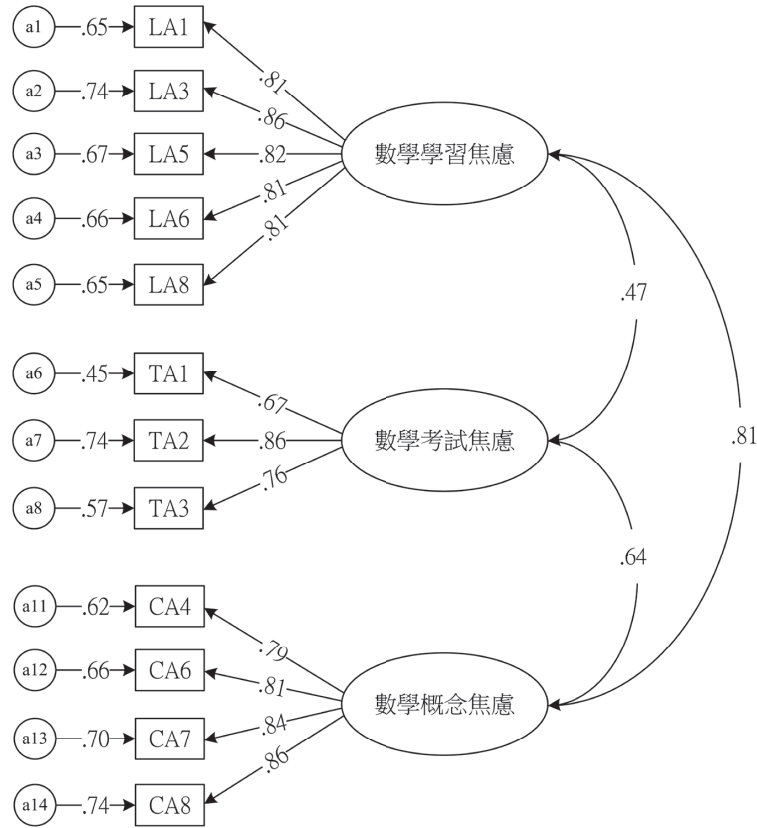 a1 .65 LA1 .81
a2 .74 LA3 .86
a3 .67 LA5 .82
a4 .66 LA6 .81
a5 .65 LA8 .81
數學學習焦慮
.47
a6 .45 TA1 .67
a7 .74 TA2 .86
a8 .57 TA3 .76
數學考試焦慮
.81
.64
a11 .62 CA4 .79
a12 .66 CA6 .81
a13 .70 CA7 .84
a14 .74 CA8 .86
數學概念焦慮